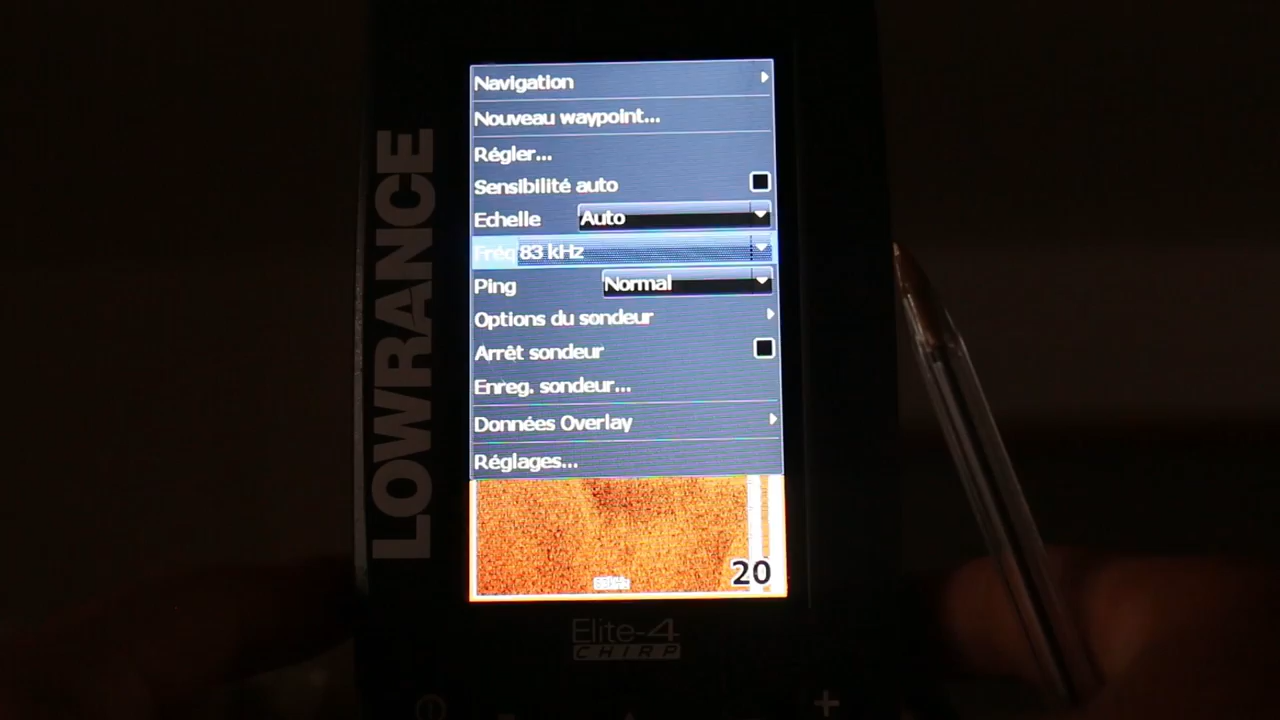 LOWRANCE
Navigation
Nouveau waypoint...
Régler...
Sensibilité auto
Echelle Auto
Fréq 83 kHz
Ping Normal
Options du sondeur
Arrêt sondeur
Enreg. sondeur...
Données Overlay
Réglages...
20
Elite-4
CHIRP